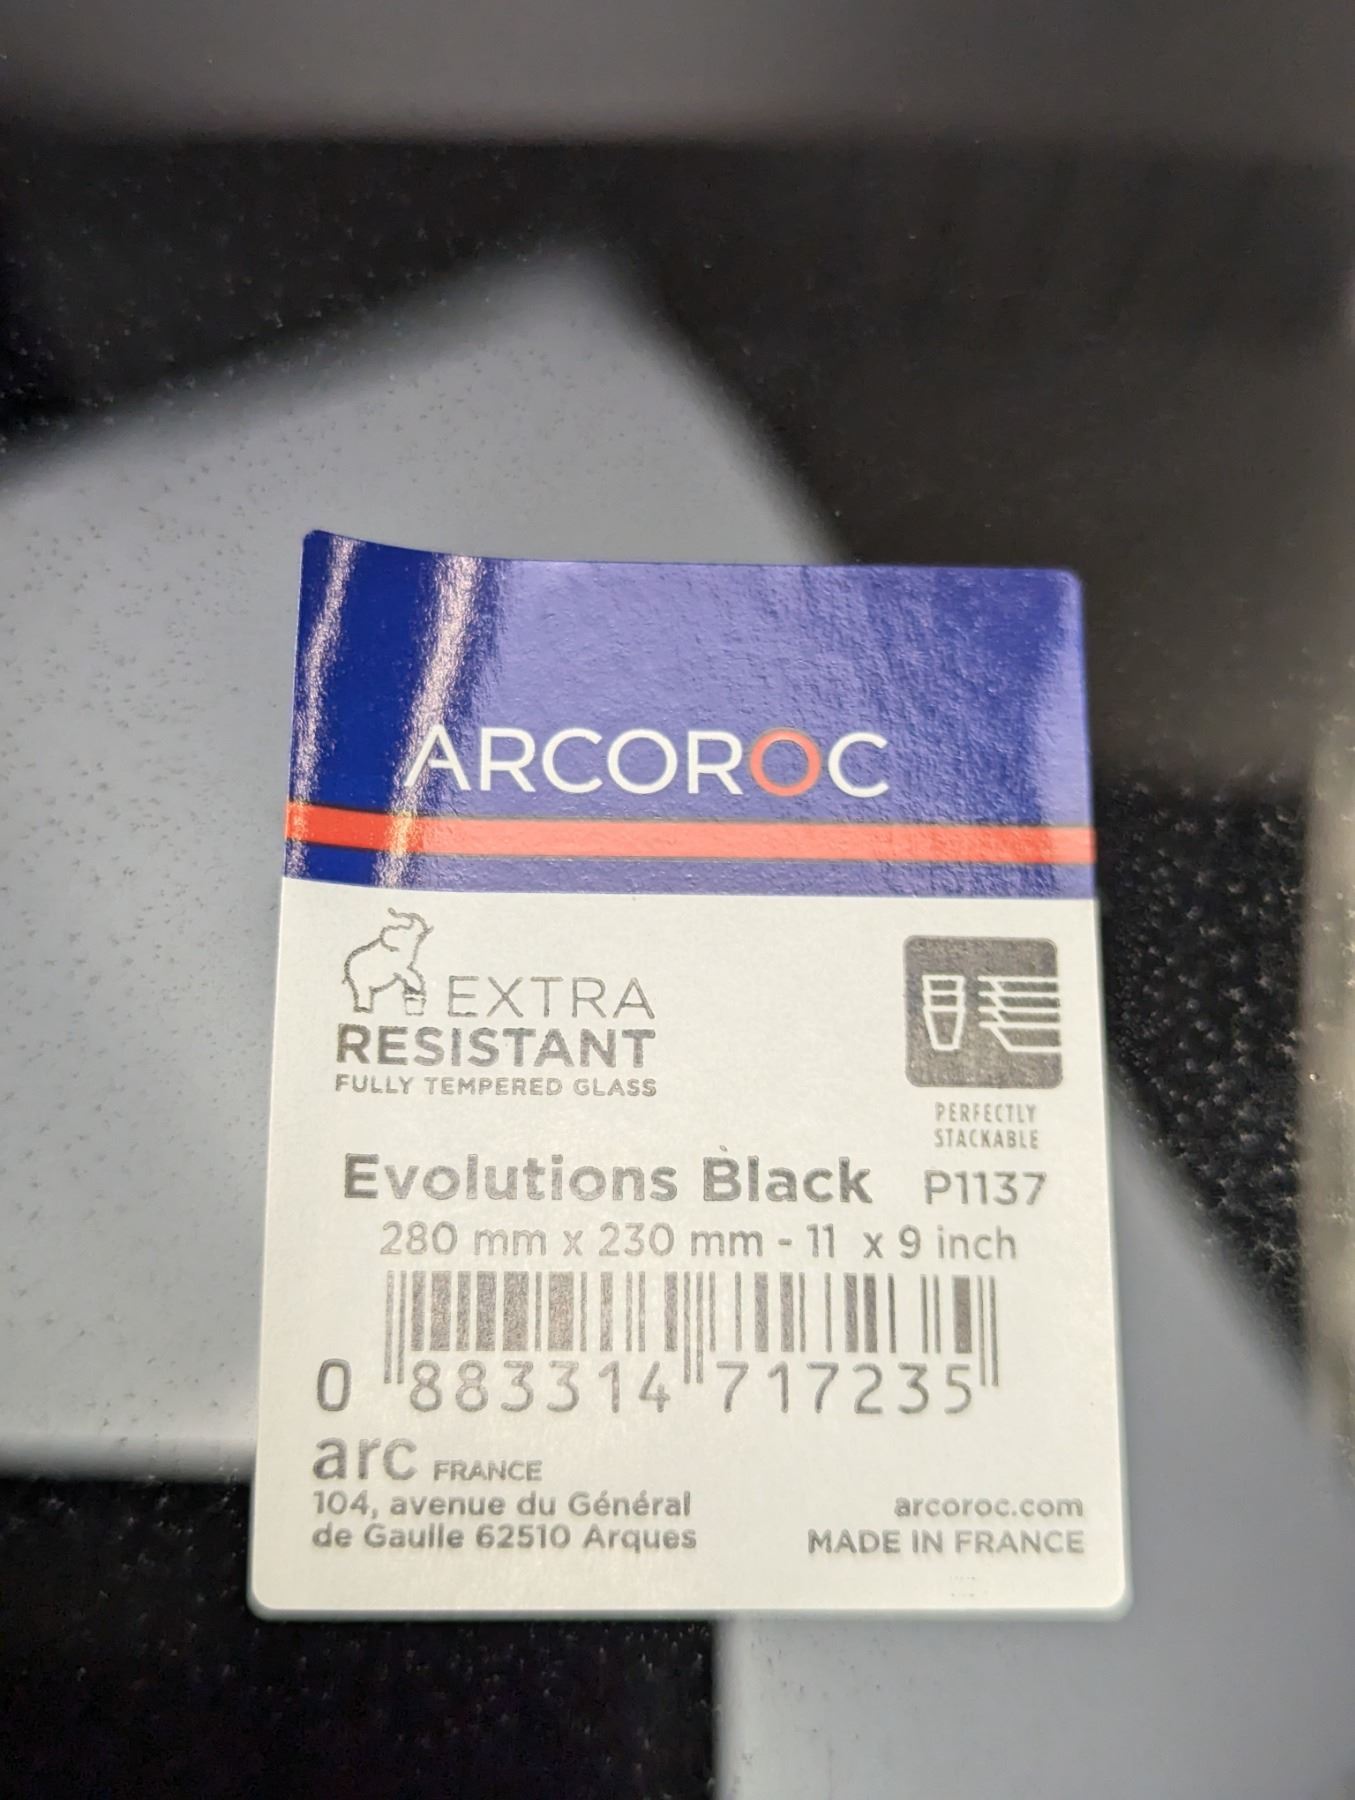 ARCOROC
EXTRA
RESISTANT
FULLY TEMPERED GLASS
PERFECTLY
STACKABLE
Evolutions Black P1137
280 mm x 230 mm - 11 x 9 inch
0 883314 717235
arc FRANCE
104, avenue du Général
de Gaulle 62510 Arques
arcoroc.com
MADE IN FRANCE